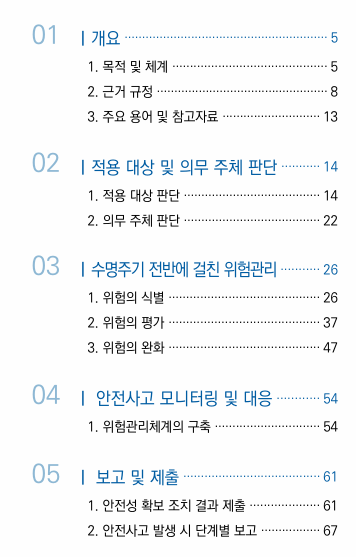 01 | 개요 5
1. 목적 및 체계 5
2. 근거 규정 8
3. 주요 용어 및 참고자료 13
02 | 적용 대상 및 의무 주체 판단 14
1. 적용 대상 판단 14
2. 의무 주체 판단 22
03 | 수명주기 전반에 걸친 위험관리 26
1. 위험의 식별 26
2. 위험의 평가 37
3. 위험의 완화 47
04 | 안전사고 모니터링 및 대응 54
1. 위험관리체계의 구축 54
05 | 보고 및 제출 61
1. 안전성 확보 조치 결과 제출 61
2. 안전사고 발생 시 단계별 보고 67